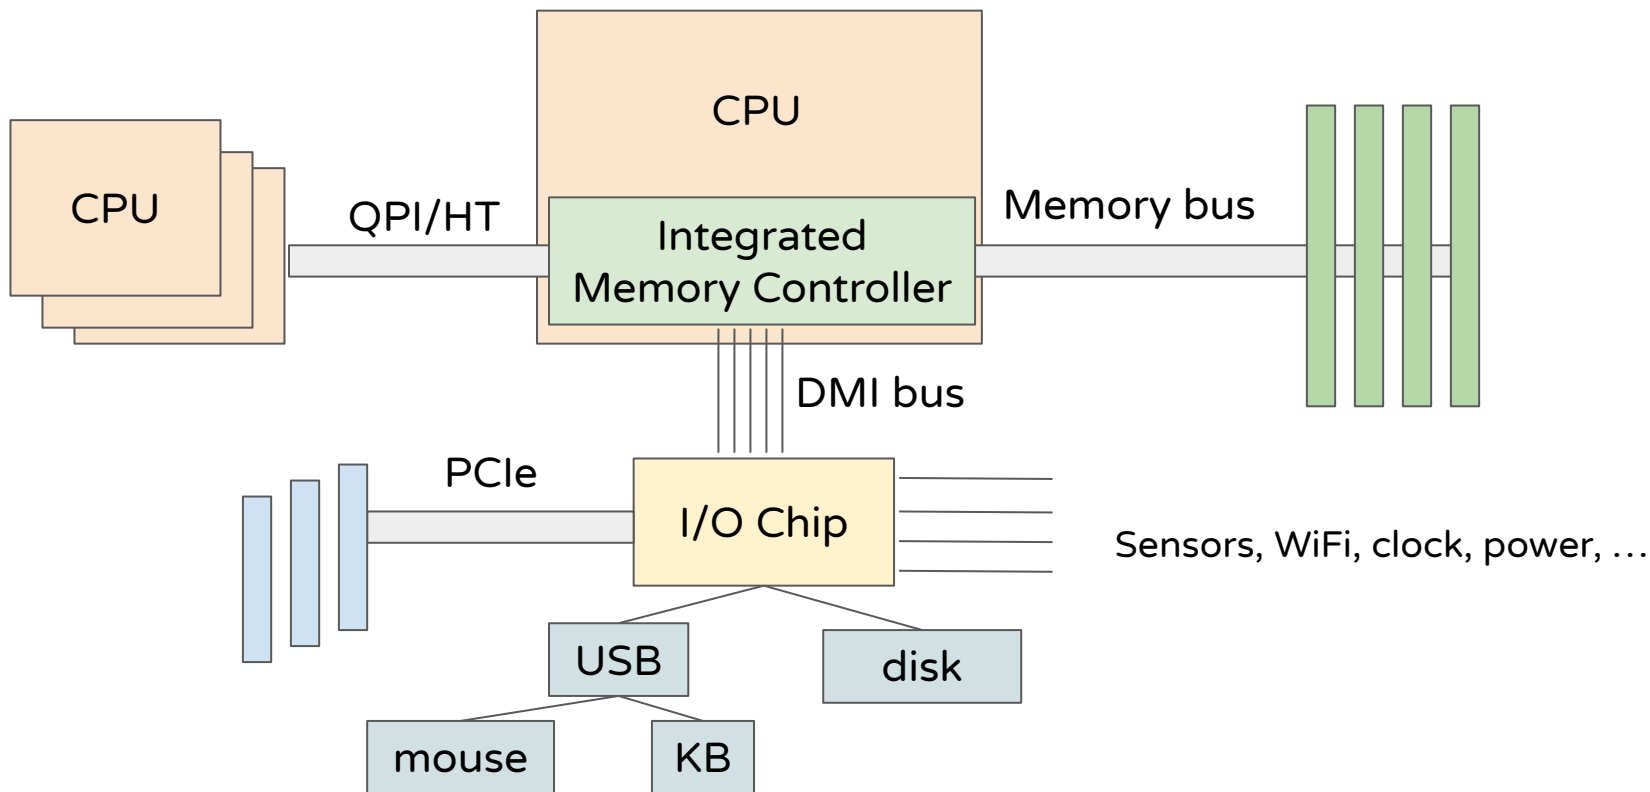 CPU
CPU
QPI/HT
Memory bus
Integrated
Memory Controller
DMI bus
PCIe
I/O Chip
Sensors, WiFi, clock, power, …
USB
disk
mouse
KB